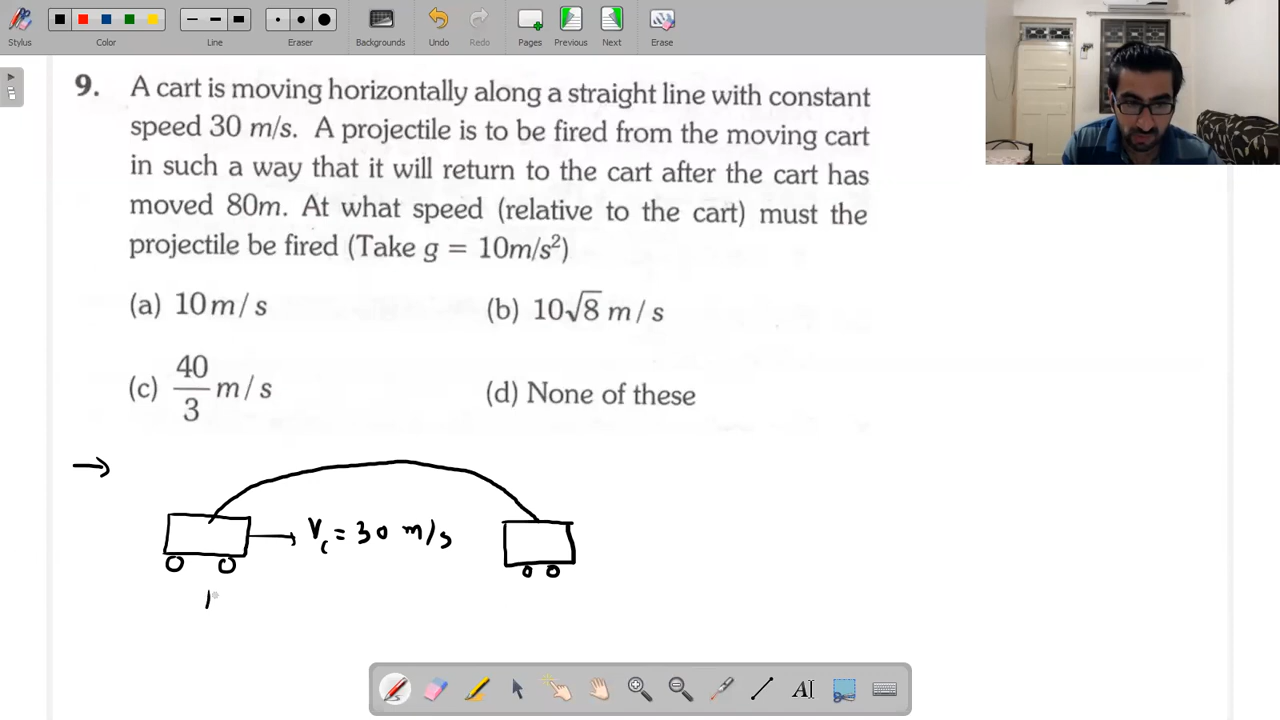 Stylus
Color
Line
Eraser
Backgrounds
Undo
Redo
Pages
Previous
Next
Erase
9. A cart is moving horizontally along a straight line with constant
speed 30 m/s. A projectile is to be fired from the moving cart
in such a way that it will return to the cart after the cart has
moved 80m. At what speed (relative to the cart) must the
projectile be fired (Take g = 10m/s²)
(a) 10 m/s
(b) 10√8 m/s
(c) 40/3 m/s
(d) None of these
→
V_c = 30 m/s